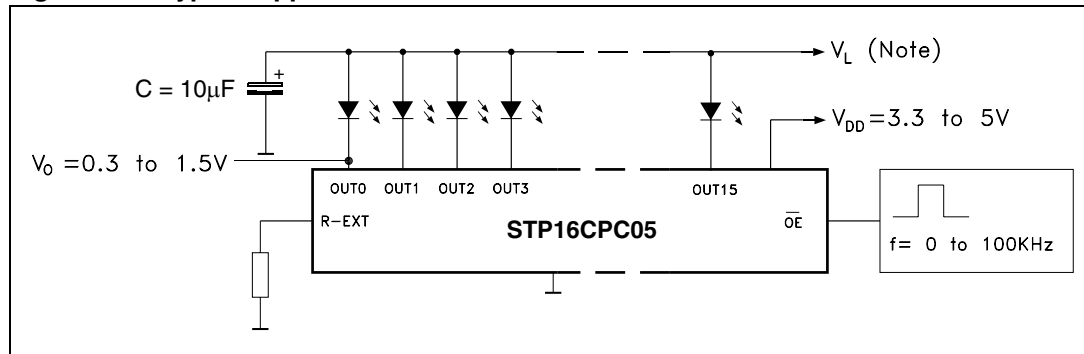 V_L (Note)
C = 10µF
+
V_DD =3.3 to 5V
V_O =0.3 to 1.5V
OUT0 OUT1 OUT2 OUT3 OUT15
R-EXT
STP16CPC05
O̅E̅
f= 0 to 100KHz